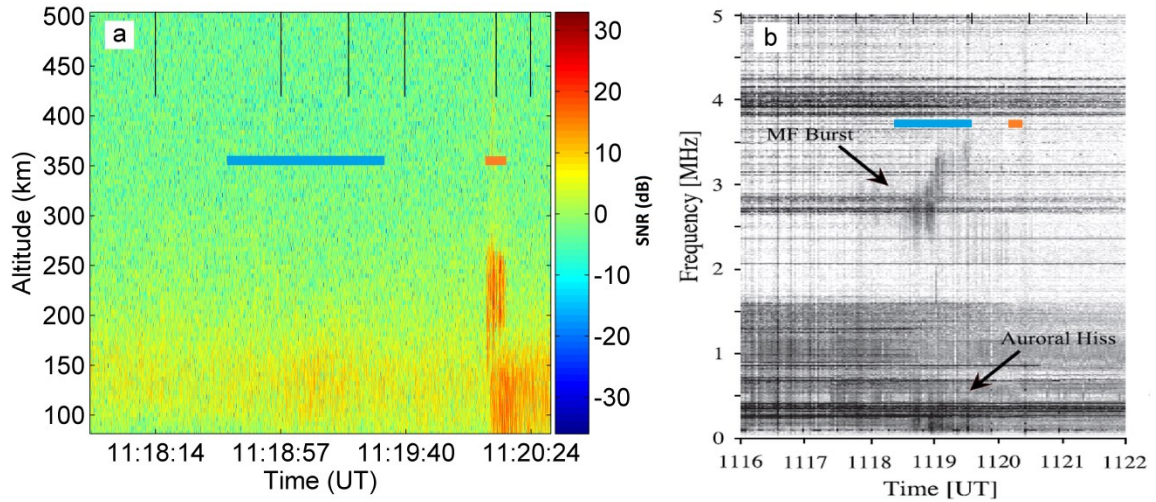 a
500
450
400
350
300
250
200
150
100
Altitude (km)
11:18:14 11:18:57 11:19:40 11:20:24
Time (UT)
30
20
10
0
-10
-20
-30
SNR (dB)
b
5
4
3
2
1
0
Frequency [MHz]
MF Burst
Auroral Hiss
1116 1117 1118 1119 1120 1121 1122
Time [UT]